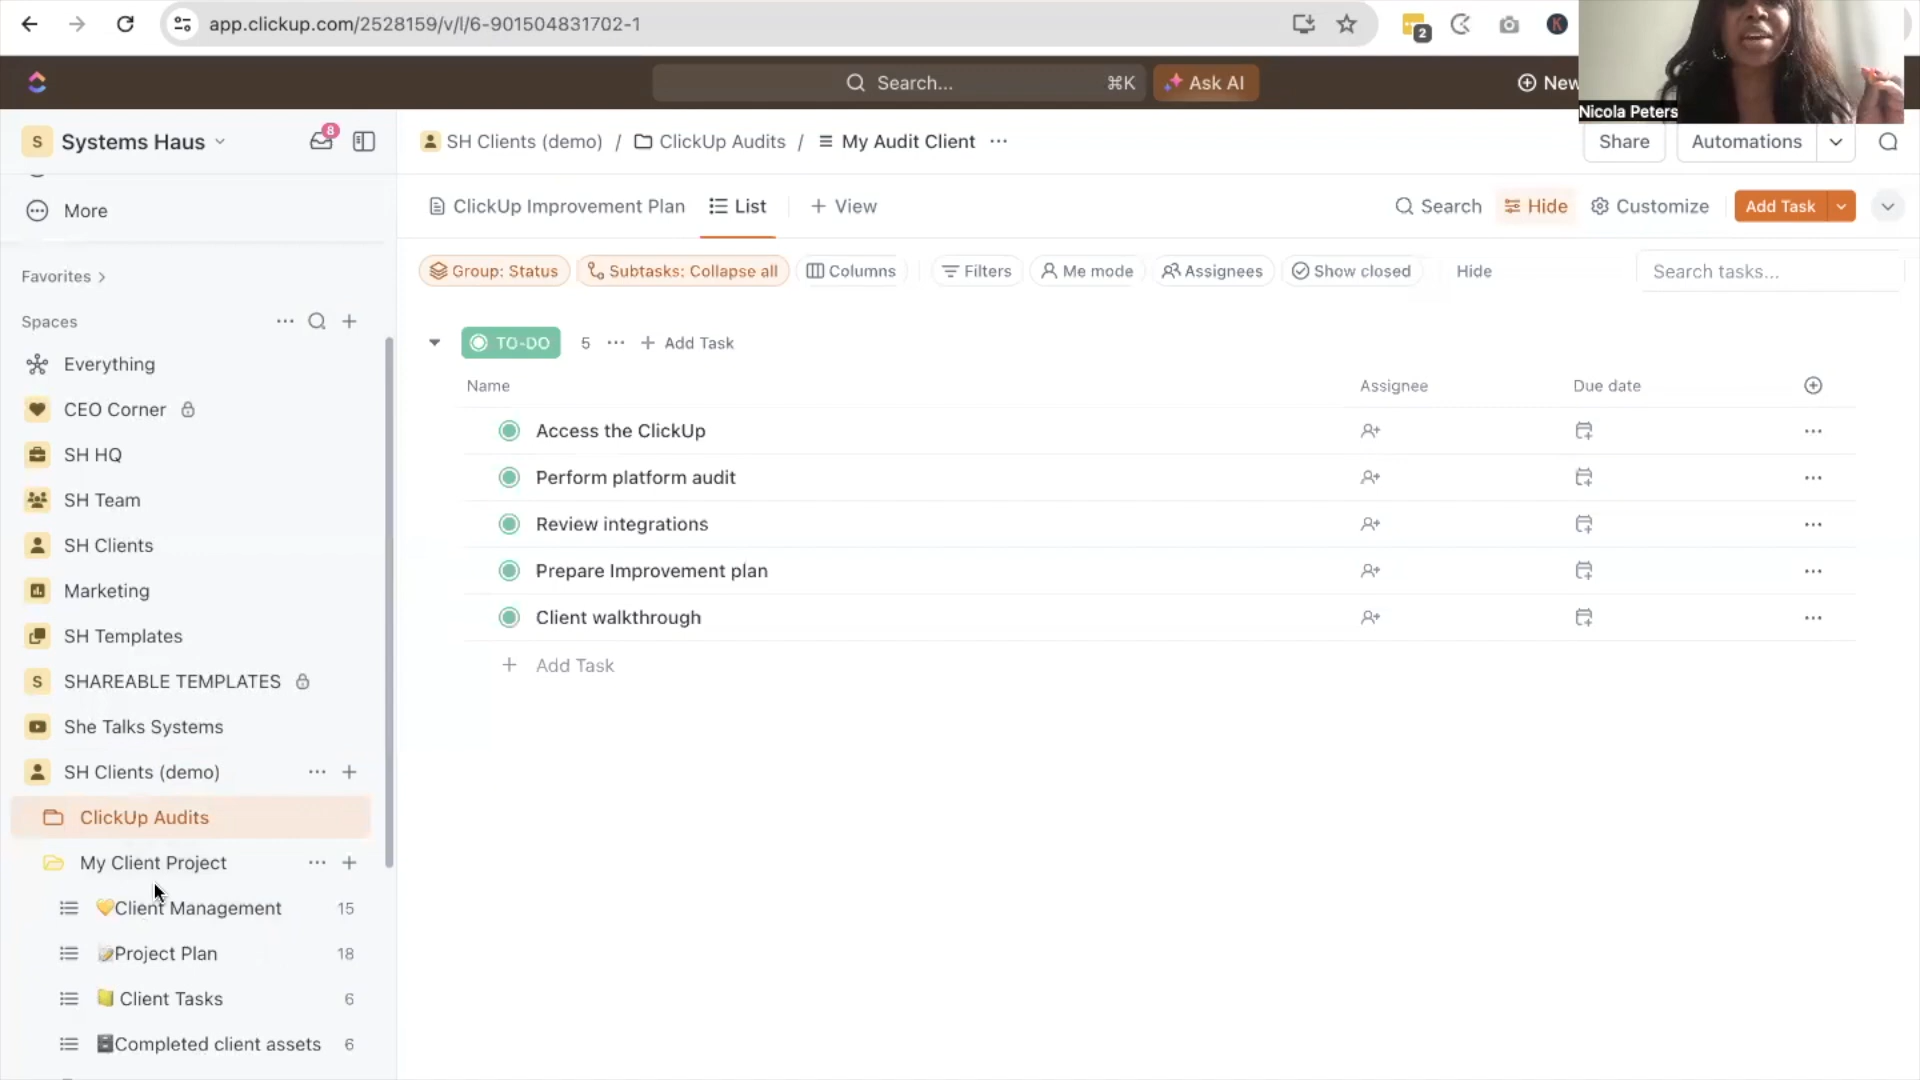 app.clickup.com/2528159/v/l/6-901504831702-1
2
K
Search... ⌘K
Ask AI
New
Nicola Peters
S Systems Haus
8
SH Clients (demo) / ClickUp Audits / My Audit Client ...
Share
Automations
More
ClickUp Improvement Plan
List
+ View
Search
Hide
Customize
Add Task
Group: Status
Subtasks: Collapse all
Columns
Filters
Me mode
Assignees
Show closed
Hide
Search tasks...
Favorites >
Spaces
Everything
CEO Corner
SH HQ
SH Team
SH Clients
Marketing
SH Templates
S SHAREABLE TEMPLATES
She Talks Systems
SH Clients (demo)
ClickUp Audits
My Client Project
💛Client Management 15
📝Project Plan 18
📒 Client Tasks 6
🗄️Completed client assets 6
TO-DO 5 ... + Add Task
Name Assignee Due date
Access the ClickUp
Perform platform audit
Review integrations
Prepare Improvement plan
Client walkthrough
+ Add Task